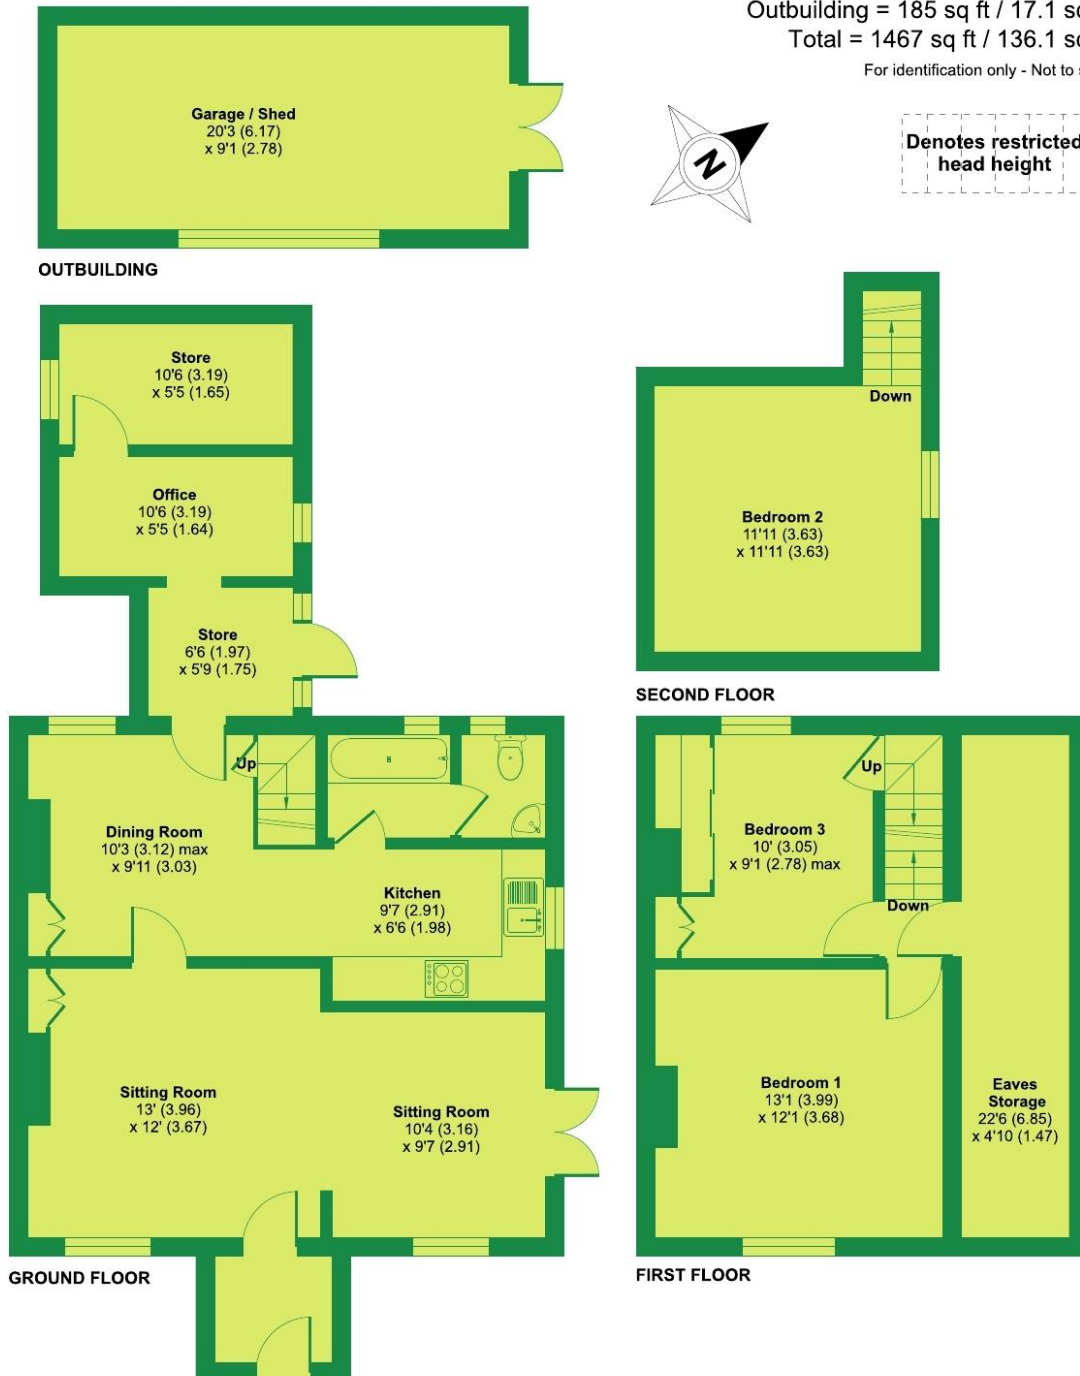 Outbuilding = 185 sq ft / 17.1 sq
Total = 1467 sq ft / 136.1 sq
For identification only - Not to s
N
Denotes restricted
head height
Garage / Shed
20'3 (6.17)
x 9'1 (2.78)
OUTBUILDING
Store
10'6 (3.19)
x 5'5 (1.65)
Office
10'6 (3.19)
x 5'5 (1.64)
Store
6'6 (1.97)
x 5'9 (1.75)
Down
Bedroom 2
11'11 (3.63)
x 11'11 (3.63)
SECOND FLOOR
Up
Dining Room
10'3 (3.12) max
x 9'11 (3.03)
Kitchen
9'7 (2.91)
x 6'6 (1.98)
Sitting Room
13' (3.96)
x 12' (3.67)
Sitting Room
10'4 (3.16)
x 9'7 (2.91)
GROUND FLOOR
Up
Bedroom 3
10' (3.05)
x 9'1 (2.78) max
Down
Bedroom 1
13'1 (3.99)
x 12'1 (3.68)
Eaves
Storage
22'6 (6.85)
x 4'10 (1.47)
FIRST FLOOR